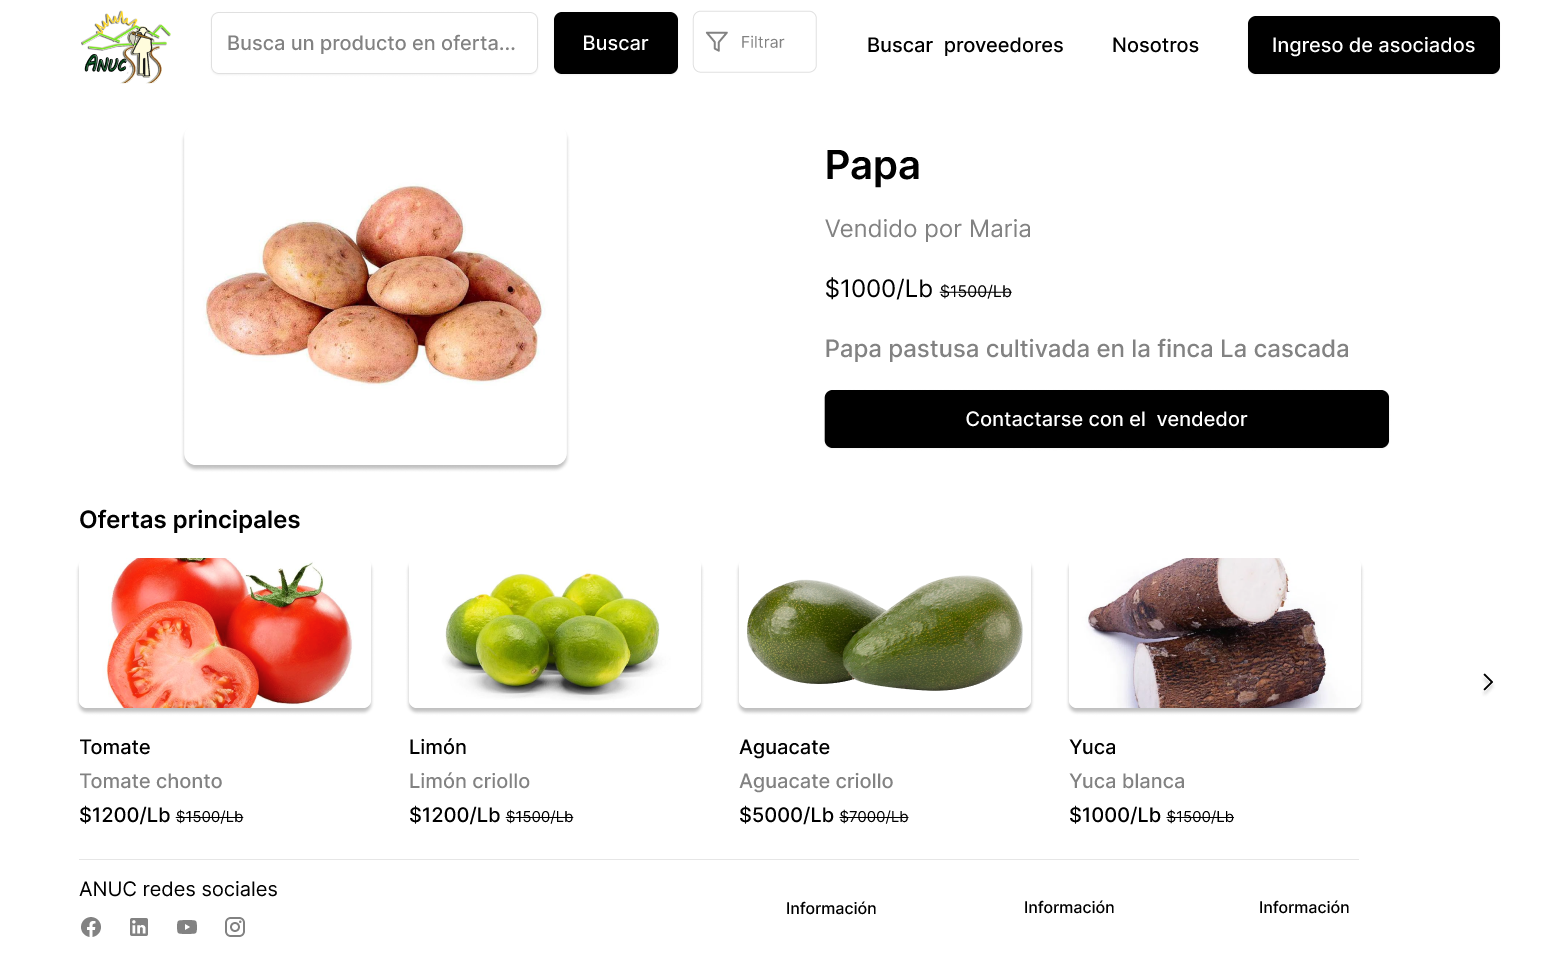 ANUC
Busca un producto en oferta...
Buscar
Filtrar
Buscar proveedores
Nosotros
Ingreso de asociados
Papa
Vendido por Maria
$1000/Lb $1500/Lb
Papa pastusa cultivada en la finca La cascada
Contactarse con el vendedor
Ofertas principales
Tomate
Tomate chonto
$1200/Lb $1500/Lb
Limón
Limón criollo
$1200/Lb $1500/Lb
Aguacate
Aguacate criollo
$5000/Lb $7000/Lb
Yuca
Yuca blanca
$1000/Lb $1500/Lb
ANUC redes sociales
Información
Información
Información